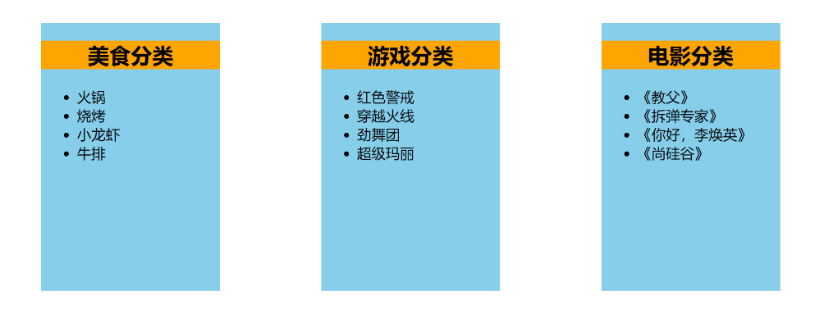 美食分类
火锅
烧烤
小龙虾
牛排
游戏分类
红色警戒
穿越火线
劲舞团
超级玛丽
电影分类
《教父》
《拆弹专家》
《你好，李焕英》
《尚硅谷》